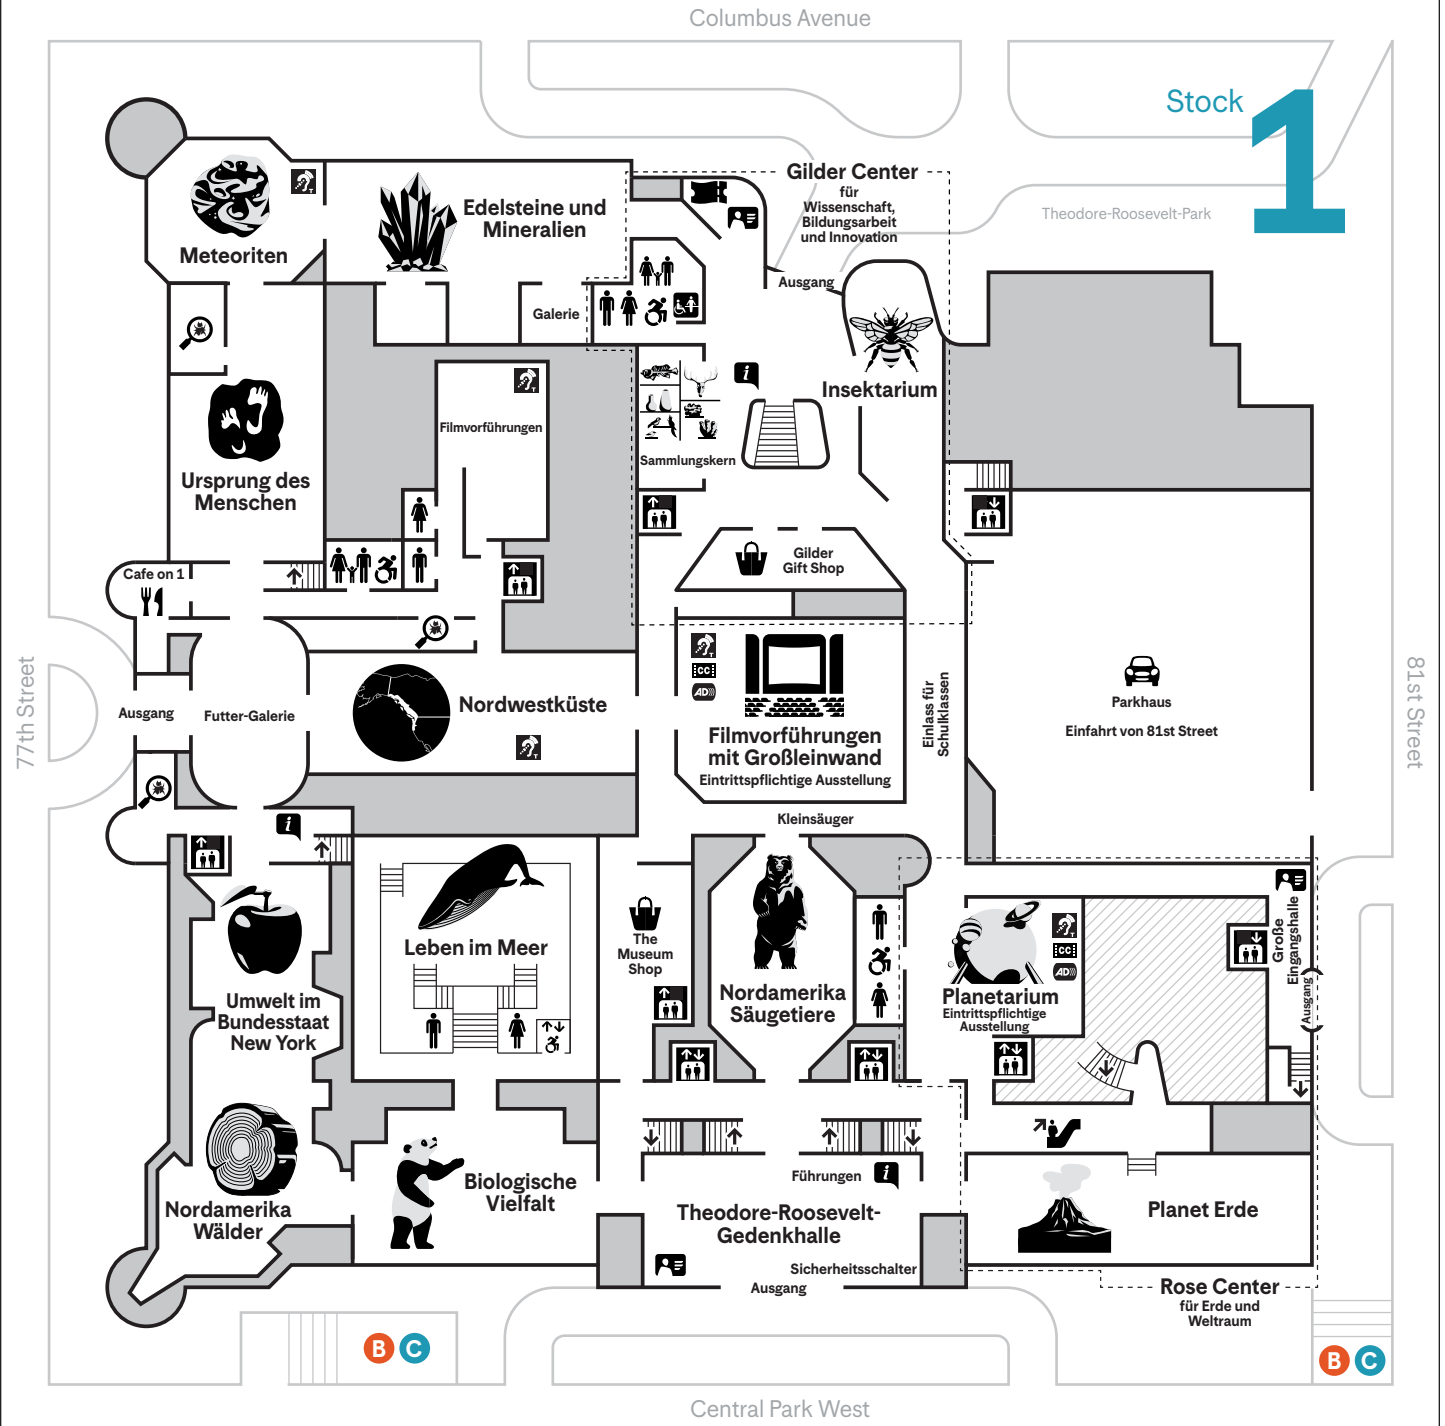 Columbus Avenue
Stock
1
Theodore-Roosevelt-Park
Gilder Center
für
Wissenschaft,
Bildungsarbeit
und Innovation
Edelsteine und
Mineralien
Meteoriten
Ausgang
Galerie
i
Insektarium
Filmvorführungen
Sammlungskern
Ursprung des
Menschen
Gilder
Gift Shop
Cafe on 1
77th Street
81st Street
CC
AD
Einlass für
Schulklassen
Parkhaus
Einfahrt von 81st Street
Nordwestküste
Ausgang
Futter-Galerie
Filmvorführungen
mit Großleinwand
Eintrittspflichtige Ausstellung
T
T
T
T
Kleinsäuger
i
Leben im Meer
The
Museum
Shop
Nordamerika
Säugetiere
T
CC
AD
Planetarium
Eintrittspflichtige
Ausstellung
Große
Eingangshalle
Ausgang
Umwelt im
Bundesstaat
New York
Nordamerika
Wälder
Biologische
Vielfalt
Führungen
i
Theodore-Roosevelt-
Gedenkhalle
Sicherheitsschalter
Ausgang
Planet Erde
Rose Center
für Erde und
Weltraum
B C
B C
Central Park West